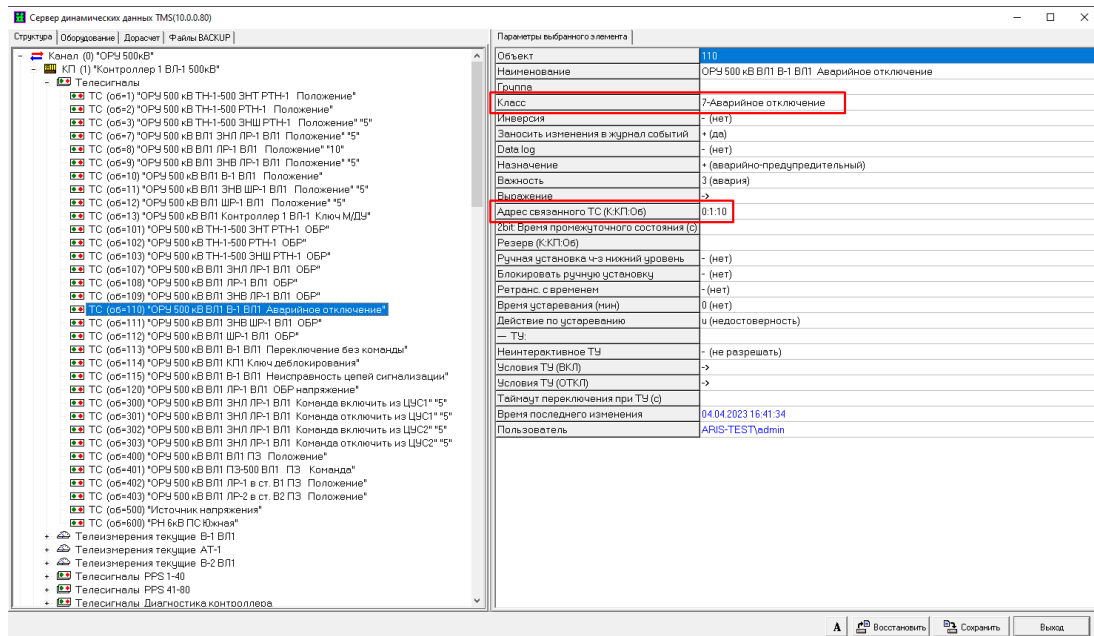 Сервер динамических данных TMS(10.0.0.80)
Структура Оборудование Дорасчет Файлы BACKUP
Канал (0) "ОРУ 500кВ"
КП (1) "Контроллер 1 ВЛ-1 500кВ"
Телесигналы
ТС (об=1) "ОРУ 500 кВ ТН-1-500 ЗНТ РТН-1 Положение"
ТС (об=2) "ОРУ 500 кВ ТН-1-500 РТН-1 Положение"
ТС (об=3) "ОРУ 500 кВ ТН-1-500 ЗНШ РТН-1 Положение" "5"
ТС (об=7) "ОРУ 500 кВ ВЛ1 ЗНЛ ЛР-1 ВЛ1 Положение" "5"
ТС (об=8) "ОРУ 500 кВ ВЛ1 ЛР-1 ВЛ1 Положение" "10"
ТС (об=9) "ОРУ 500 кВ ВЛ1 ЗНВ ЛР-1 ВЛ1 Положение" "5"
ТС (об=10) "ОРУ 500 кВ ВЛ1 В-1 ВЛ1 Положение"
ТС (об=11) "ОРУ 500 кВ ВЛ1 ЗНВ ШР-1 ВЛ1 Положение" "5"
ТС (об=12) "ОРУ 500 кВ ВЛ1 ШР-1 ВЛ1 Положение" "5"
ТС (об=13) "ОРУ 500 кВ ВЛ1 Контроллер 1 ВЛ-1 Ключ М/ДУ"
ТС (об=101) "ОРУ 500 кВ ТН-1-500 ЗНТ РТН-1 ОБР"
ТС (об=102) "ОРУ 500 кВ ТН-1-500 РТН-1 ОБР"
ТС (об=103) "ОРУ 500 кВ ТН-1-500 ЗНШ РТН-1 ОБР"
ТС (об=107) "ОРУ 500 кВ ВЛ1 ЗНЛ ЛР-1 ВЛ1 ОБР"
ТС (об=108) "ОРУ 500 кВ ВЛ1 ЛР-1 ВЛ1 ОБР"
ТС (об=109) "ОРУ 500 кВ ВЛ1 ЗНВ ЛР-1 ВЛ1 ОБР"
ТС (об=110) "ОРУ 500 кВ ВЛ1 В-1 ВЛ1 Аварийное отключение"
ТС (об=111) "ОРУ 500 кВ ВЛ1 ЗНВ ШР-1 ВЛ1 ОБР"
ТС (об=112) "ОРУ 500 кВ ВЛ1 ШР-1 ВЛ1 ОБР"
ТС (об=113) "ОРУ 500 кВ ВЛ1 В-1 ВЛ1 Переключение без команды"
ТС (об=114) "ОРУ 500 кВ ВЛ1 КП1 Ключ деблокирования"
ТС (об=115) "ОРУ 500 кВ ВЛ1 В-1 ВЛ1 Неисправность цепей сигнализации"
ТС (об=120) "ОРУ 500 кВ ВЛ1 ЛР-1 ВЛ1 ОБР напряжение"
ТС (об=300) "ОРУ 500 кВ ВЛ1 ЗНЛ ЛР-1 ВЛ1 Команда включить из ЦУС1" "5"
ТС (об=301) "ОРУ 500 кВ ВЛ1 ЗНЛ ЛР-1 ВЛ1 Команда отключить из ЦУС1" "5"
ТС (об=302) "ОРУ 500 кВ ВЛ1 ЗНЛ ЛР-1 ВЛ1 Команда включить из ЦУС2" "5"
ТС (об=303) "ОРУ 500 кВ ВЛ1 ЗНЛ ЛР-1 ВЛ1 Команда отключить из ЦУС2" "5"
ТС (об=400) "ОРУ 500 кВ ВЛ1 ВЛ1 ПЗ Положение"
ТС (об=401) "ОРУ 500 кВ ВЛ1 ПЗ-500 ВЛ1 ПЗ Команда"
ТС (об=402) "ОРУ 500 кВ ВЛ1 ЛР-1 в ст. В1 ПЗ Положение"
ТС (об=403) "ОРУ 500 кВ ВЛ1 ЛР-2 в ст. В2 ПЗ Положение"
ТС (об=500) "Источник напряжения"
ТС (об=600) "РН 6кВ ПС Южная"
Телеизмерения текущие В-1 ВЛ1
Телеизмерения текущие АТ-1
Телеизмерения текущие В-2 ВЛ1
Телесигналы PPS 1-40
Телесигналы PPS 41-80
Телесигналы Диагностика контроллера
Параметры выбранного элемента
Объект 110
Наименование ОРУ 500 кВ ВЛ1 В-1 ВЛ1 Аварийное отключение
Группа
Класс 7-Аварийное отключение
Инверсия - (нет)
Заносить изменения в журнал событий + (да)
Data log - (нет)
Назначение + (аварийно-предупредительный)
Важность 3 (авария)
Выражение ->
Адрес связанного ТС (К:КП:Об) 0:1:10
2bit: Время промежуточного состояния (с)
Резерв (К:КП:Об)
Ручная установка ч-з нижний уровень - (нет)
Блокировать ручную установку - (нет)
Ретранс. с временем -(нет)
Время устаревания (мин) 0 (нет)
Действие по устареванию u (недостоверность)
— ТУ:
Неинтерактивное ТУ - (не разрешать)
Условия ТУ (ВКЛ) ->
Условия ТУ (ОТКЛ) ->
Таймаут переключения при ТУ (с)
Время последнего изменения 04.04.2023 16:41:34
Пользователь ARIS-TEST\admin
А Восстановить Сохранить Выход